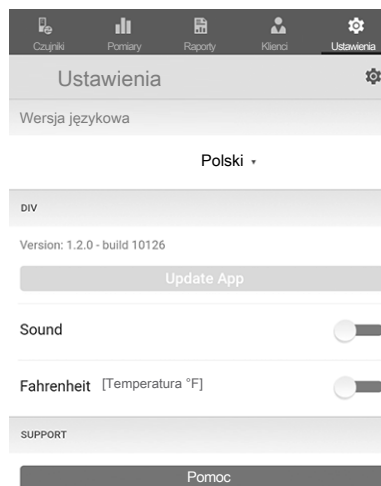 Czujniki Pomiary Raporty Klienci Ustawienia
Ustawienia
Wersja językowa
Polski
DIV
Version: 1.2.0 - build 10126
Update App
Sound
Fahrenheit [Temperatura °F]
SUPPORT
Pomoc